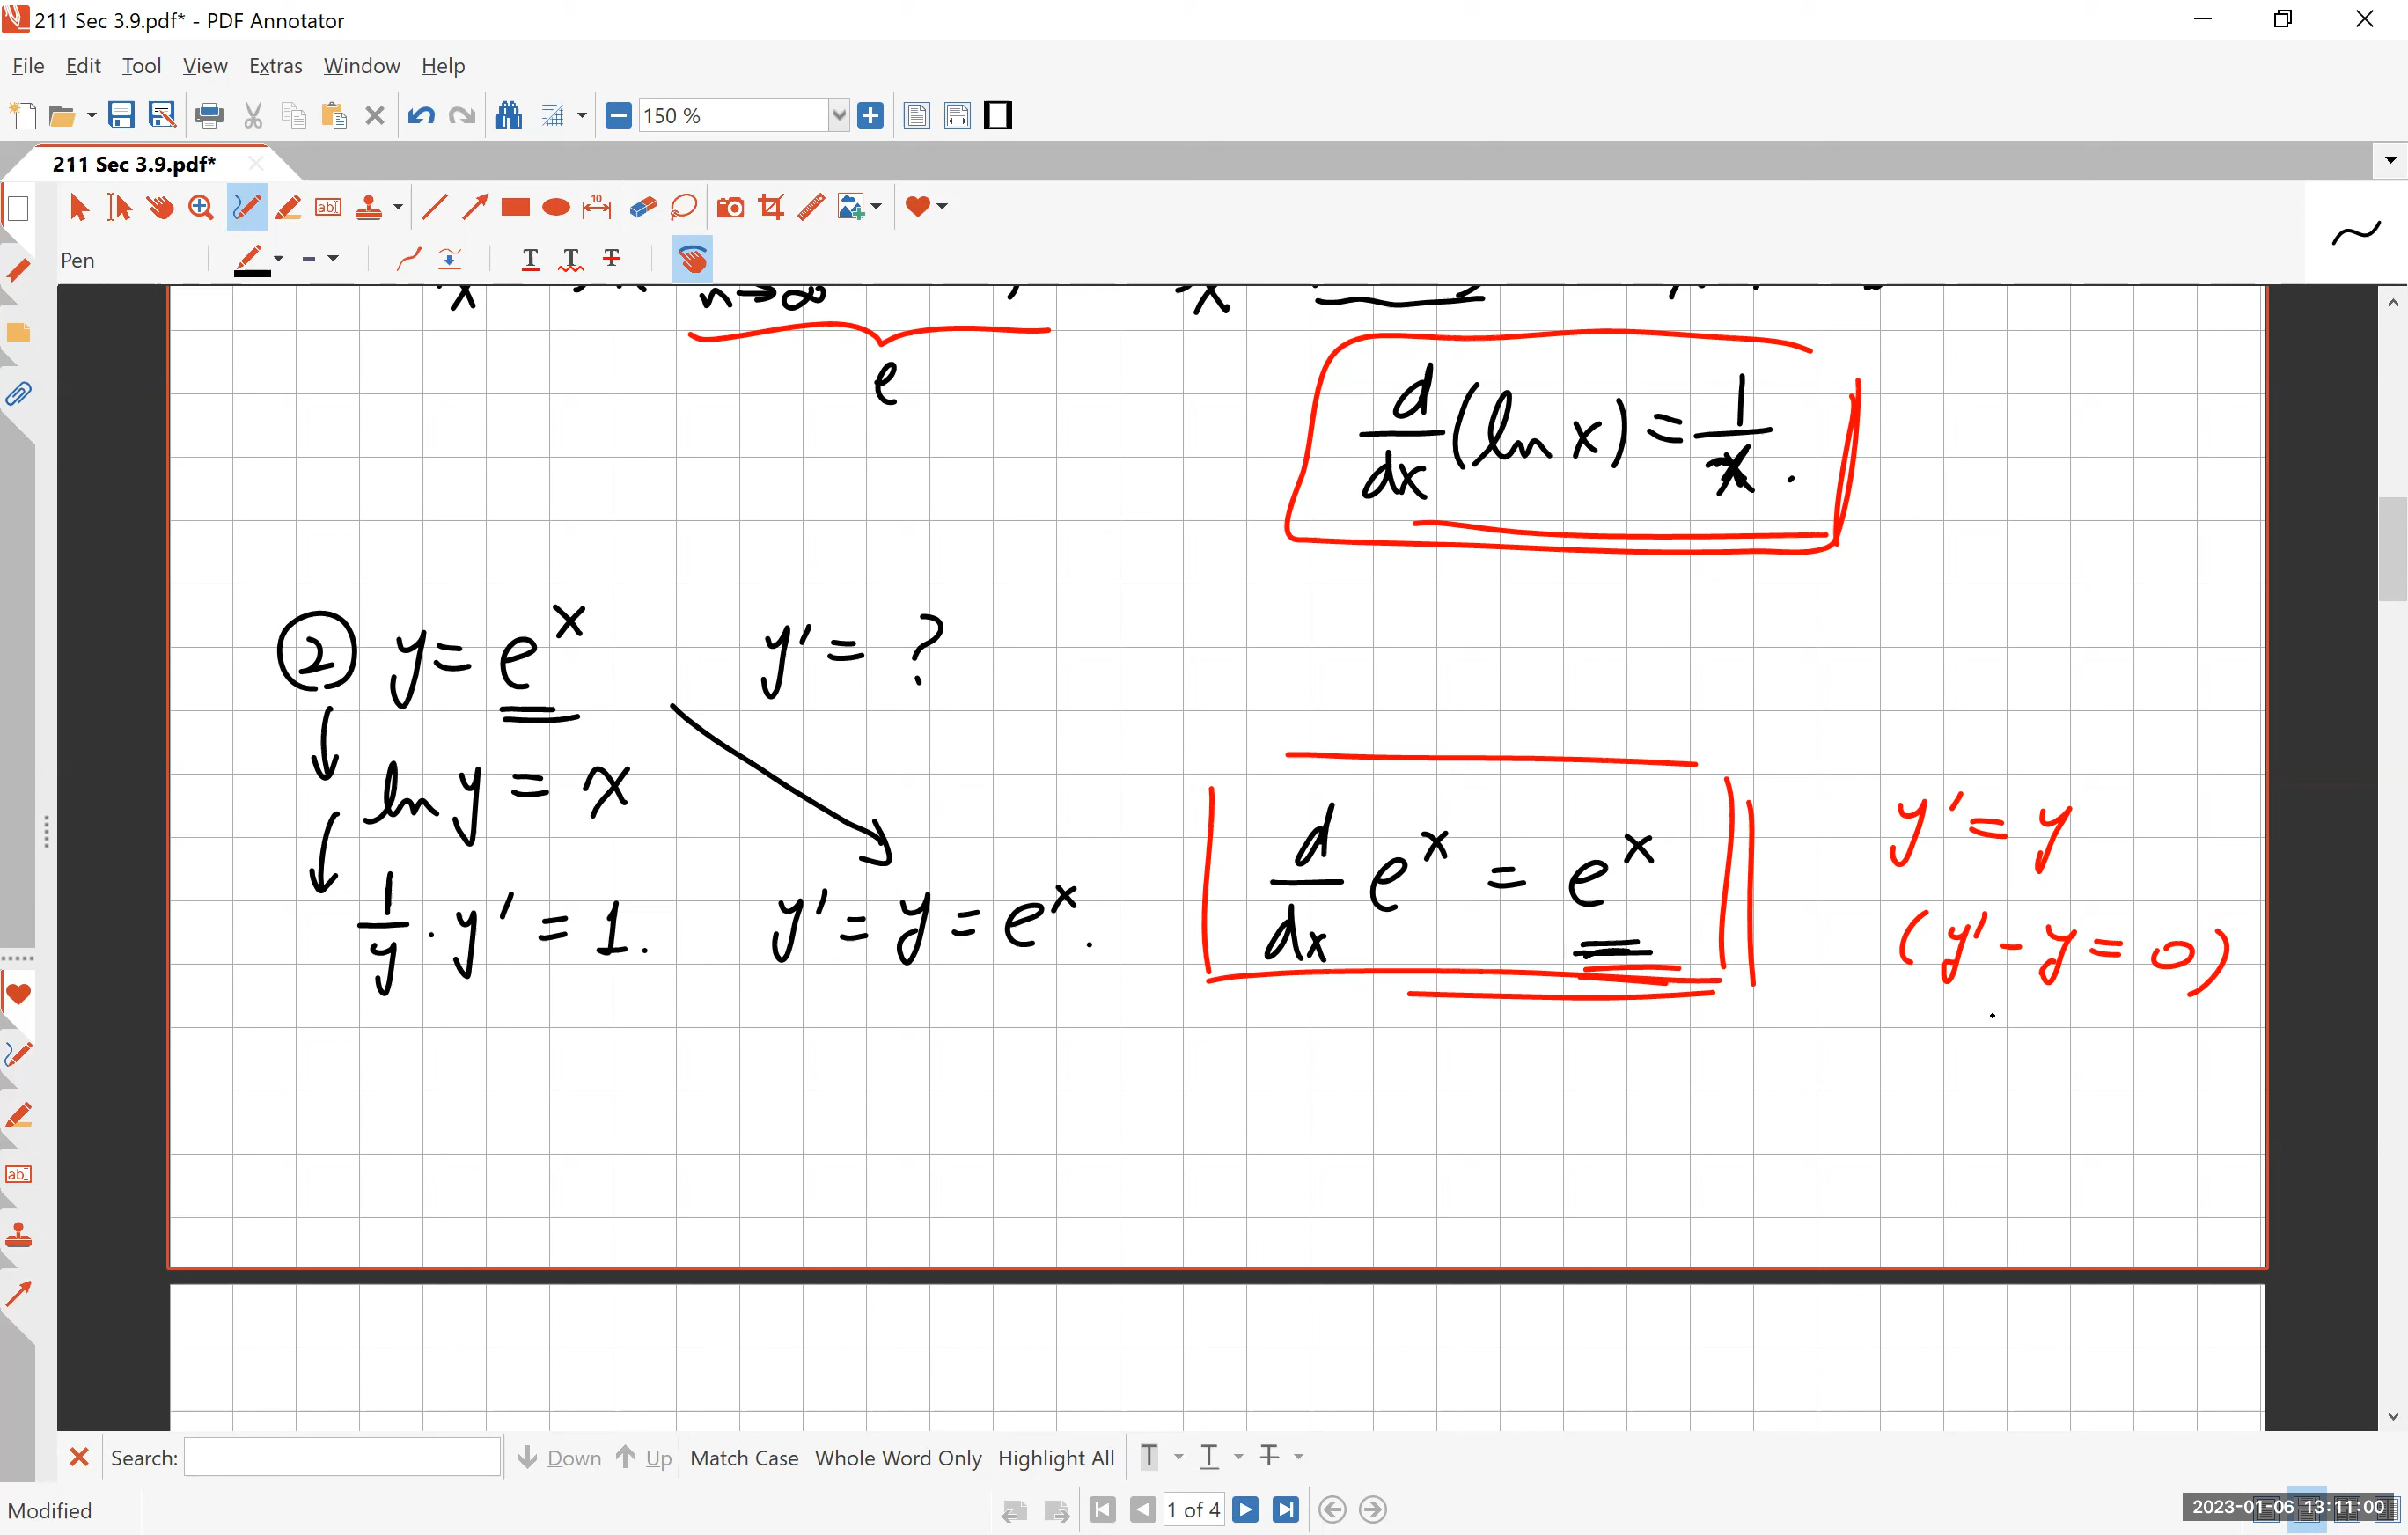 211 Sec 3.9.pdf* - PDF Annotator
File Edit Tool View Extras Window Help
150 %
211 Sec 3.9.pdf*
Pen
x n→∞ x
e
d/dx (ln x) = 1/x .
② y = e^x y' = ?
ln y = x
1/y · y' = 1. y' = y = e^x .
d/dx e^x = e^x
y' = y
(y' - y = 0)
Search: Down Up Match Case Whole Word Only Highlight All
Modified 1 of 4 2023-01-06 13:11:00